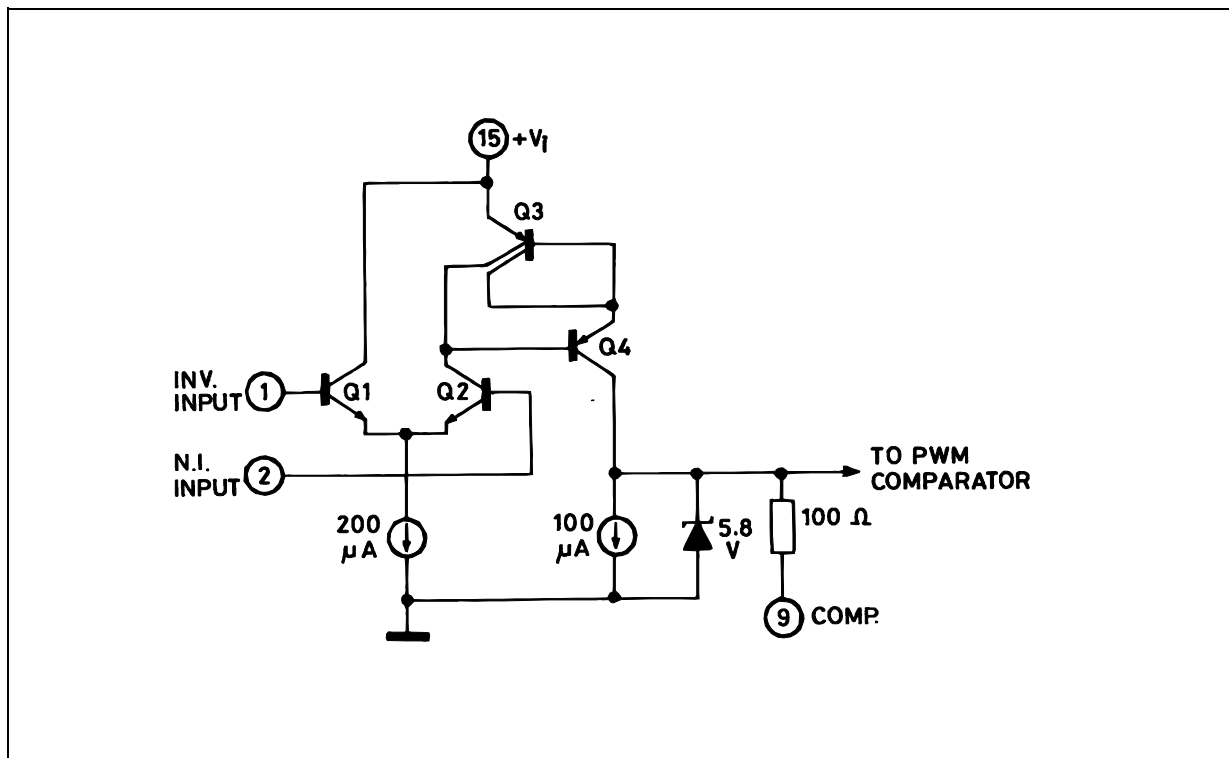 15 +Vi
Q3
Q4
INV.
INPUT 1
Q1
Q2
N.I.
INPUT 2
TO PWM
COMPARATOR
200
μA
100
μA
5.8
V
100 Ω
9 COMP.